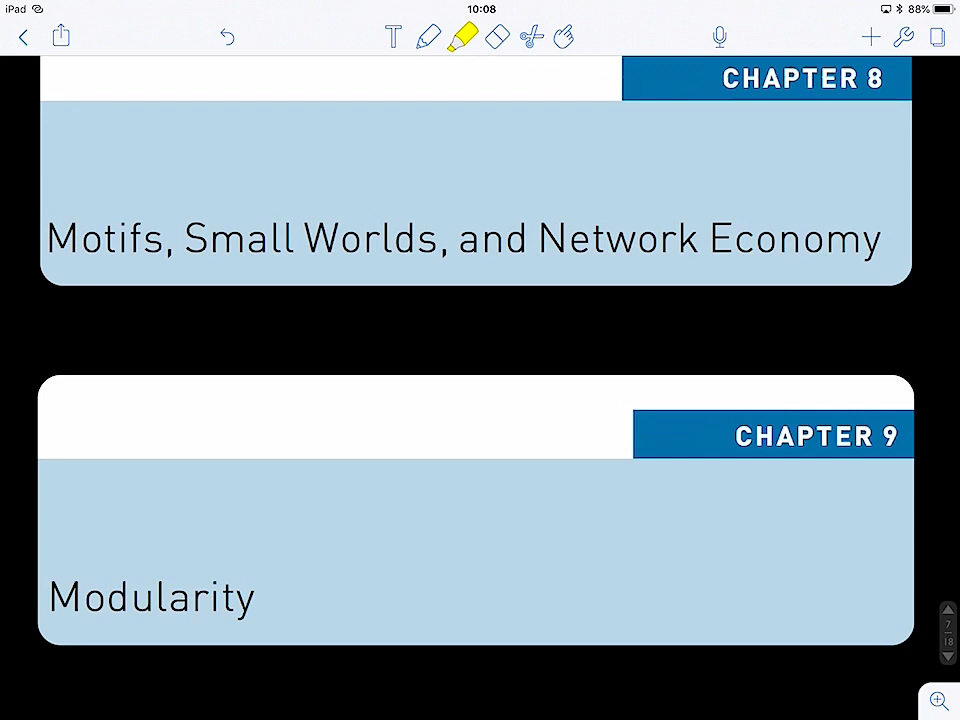 iPad
10:08
88%
T
CHAPTER 8
Motifs, Small Worlds, and Network Economy
CHAPTER 9
Modularity
7
18